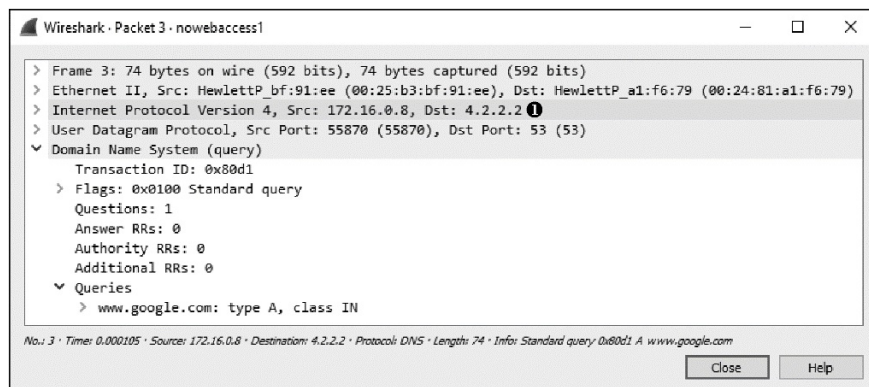 Wireshark · Packet 3 · nowebaccess1
> Frame 3: 74 bytes on wire (592 bits), 74 bytes captured (592 bits)
> Ethernet II, Src: HewlettP_bf:91:ee (00:25:b3:bf:91:ee), Dst: HewlettP_a1:f6:79 (00:24:81:a1:f6:79)
> Internet Protocol Version 4, Src: 172.16.0.8, Dst: 4.2.2.2 ❶
> User Datagram Protocol, Src Port: 55870 (55870), Dst Port: 53 (53)
Domain Name System (query)
Transaction ID: 0x80d1
> Flags: 0x0100 Standard query
Questions: 1
Answer RRs: 0
Authority RRs: 0
Additional RRs: 0
Queries
> www.google.com: type A, class IN
No.: 3 · Time: 0.000105 · Source: 172.16.0.8 · Destination: 4.2.2.2 · Protocol: DNS · Length: 74 · Info: Standard query 0x80d1 A www.google.com
Close Help